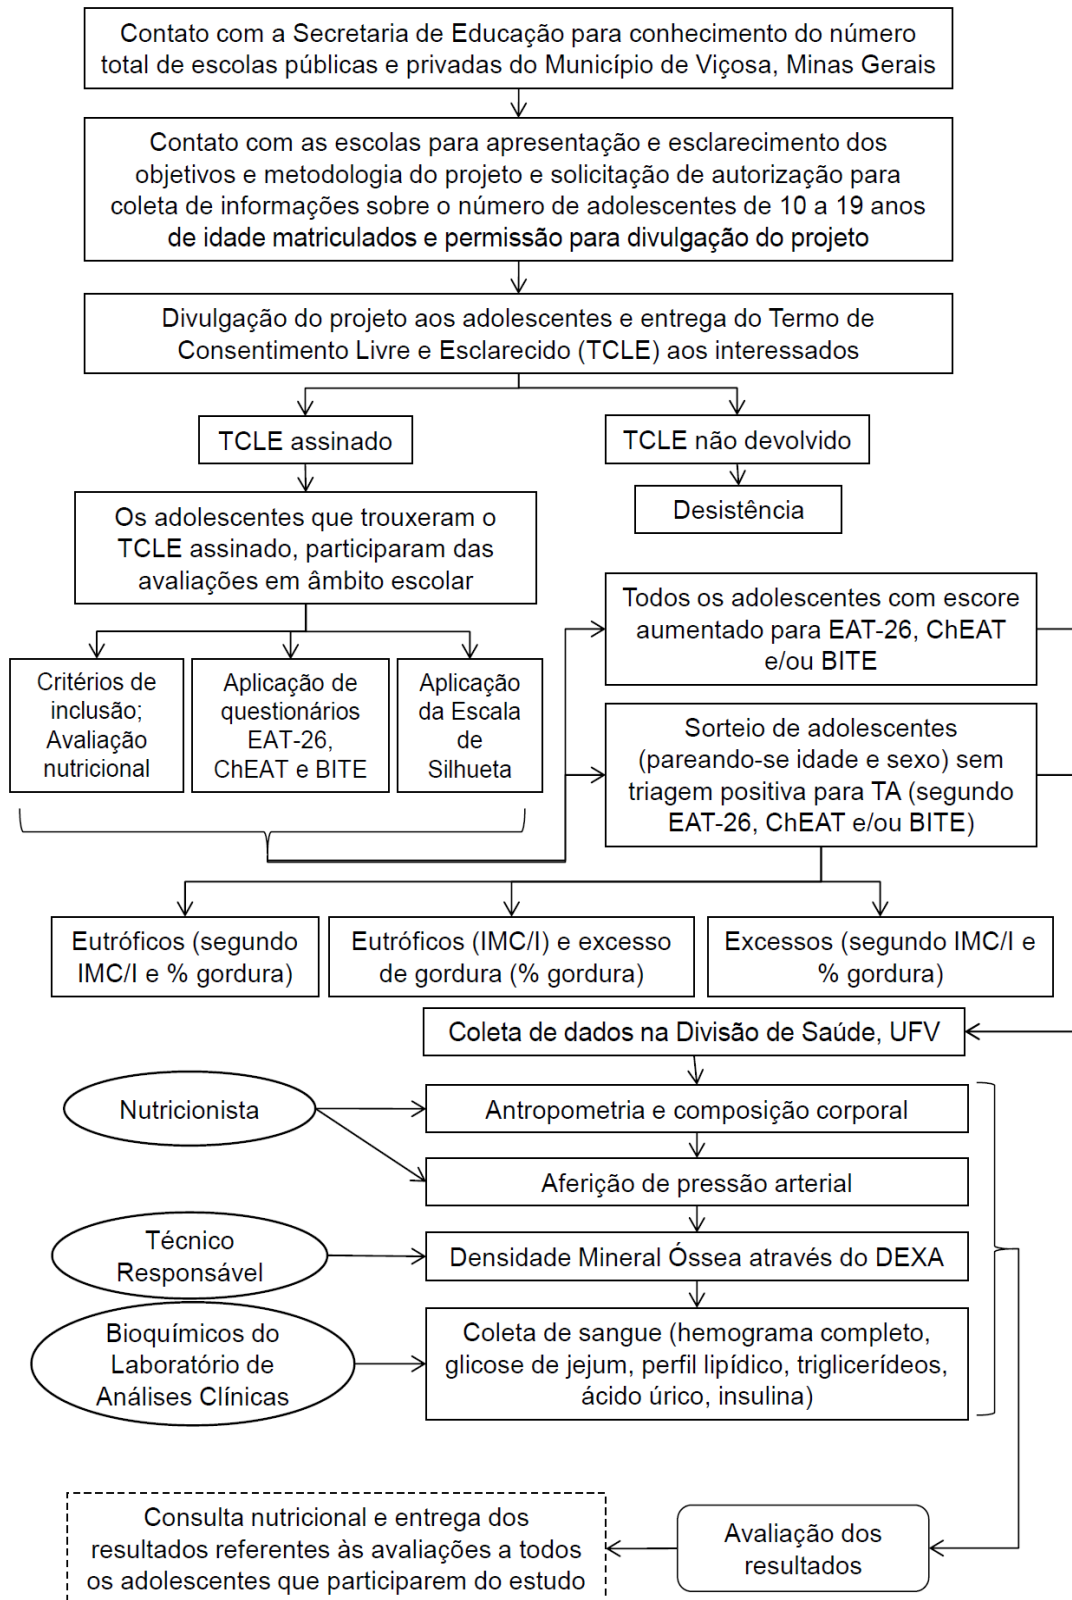 Contato com a Secretaria de Educação para conhecimento do número
total de escolas públicas e privadas do Município de Viçosa, Minas Gerais
Contato com as escolas para apresentação e esclarecimento dos
objetivos e metodologia do projeto e solicitação de autorização para
coleta de informações sobre o número de adolescentes de 10 a 19 anos
de idade matriculados e permissão para divulgação do projeto
Divulgação do projeto aos adolescentes e entrega do Termo de
Consentimento Livre e Esclarecido (TCLE) aos interessados
TCLE assinado
TCLE não devolvido
Desistência
Os adolescentes que trouxeram o
TCLE assinado, participaram das
avaliações em âmbito escolar
Todos os adolescentes com escore
aumentado para EAT-26, ChEAT
e/ou BITE
Critérios de
inclusão;
Avaliação
nutricional
Aplicação de
questionários
EAT-26,
ChEAT e BITE
Aplicação
da Escala
de
Silhueta
Sorteio de adolescentes
(pareando-se idade e sexo) sem
triagem positiva para TA (segundo
EAT-26, ChEAT e/ou BITE)
Eutróficos (segundo
IMC/I e % gordura)
Eutróficos (IMC/I) e excesso
de gordura (% gordura)
Excessos (segundo IMC/I e
% gordura)
Coleta de dados na Divisão de Saúde, UFV
Nutricionista
Antropometria e composição corporal
Aferição de pressão arterial
Técnico
Responsável
Densidade Mineral Óssea através do DEXA
Bioquímicos do
Laboratório de
Análises Clínicas
Coleta de sangue (hemograma completo,
glicose de jejum, perfil lipídico, triglicerídeos,
ácido úrico, insulina)
Consulta nutricional e entrega dos
resultados referentes às avaliações a todos
os adolescentes que participarem do estudo
Avaliação dos
resultados